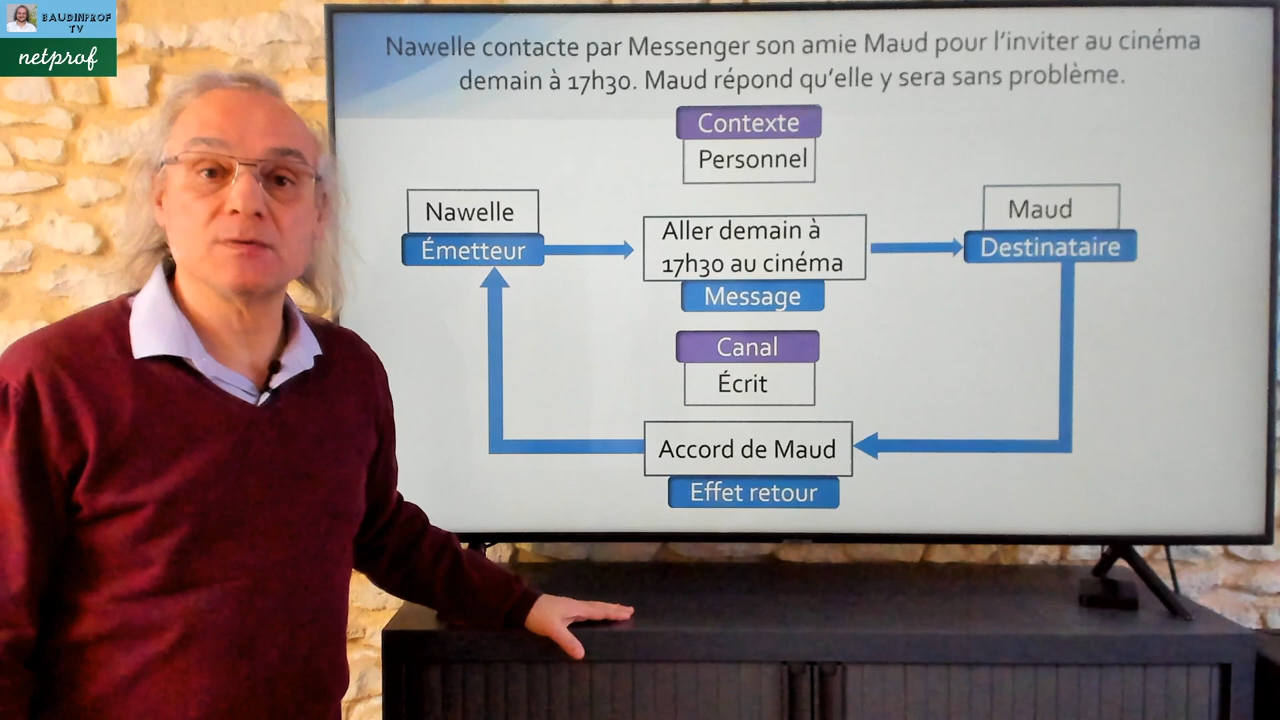 BAUDINPROF
TV
netprof
Nawelle contacte par Messenger son amie Maud pour l'inviter au cinéma
demain à 17h30. Maud répond qu'elle y sera sans problème.
Contexte
Personnel
Nawelle
Émetteur
Aller demain à
17h30 au cinéma
Message
Maud
Destinataire
Canal
Écrit
Accord de Maud
Effet retour